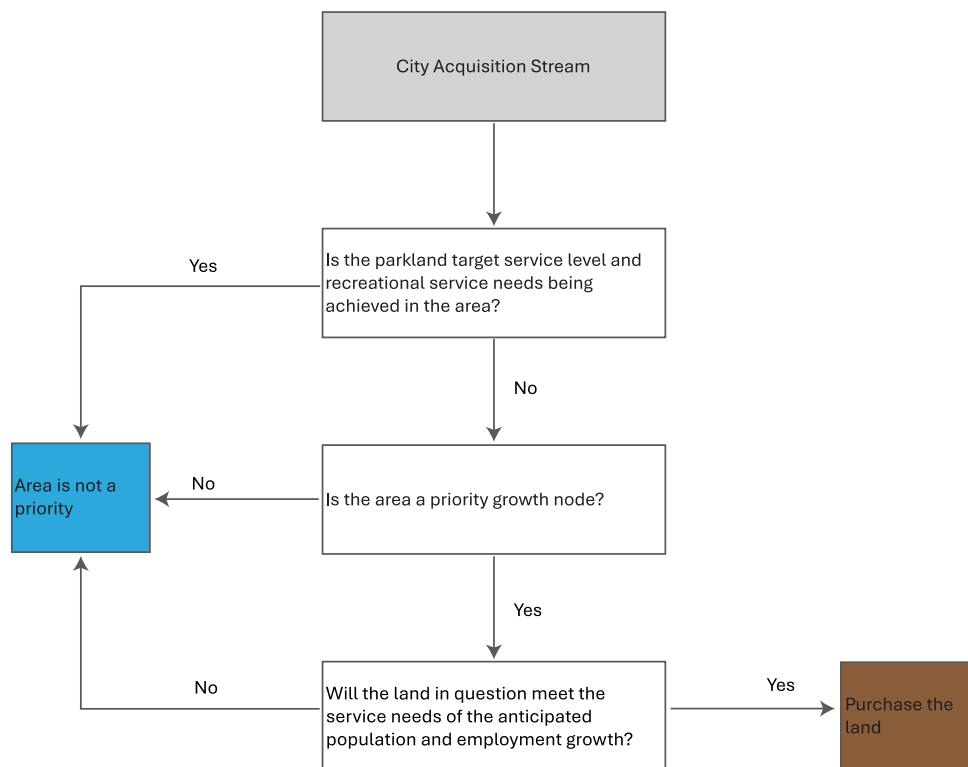 City Acquisition Stream
Is the parkland target service level and
recreational service needs being
achieved in the area?
Yes
No
Area is not a
priority
No
Is the area a priority growth node?
Yes
Will the land in question meet the
service needs of the anticipated
population and employment growth?
No
Yes
Purchase the
land